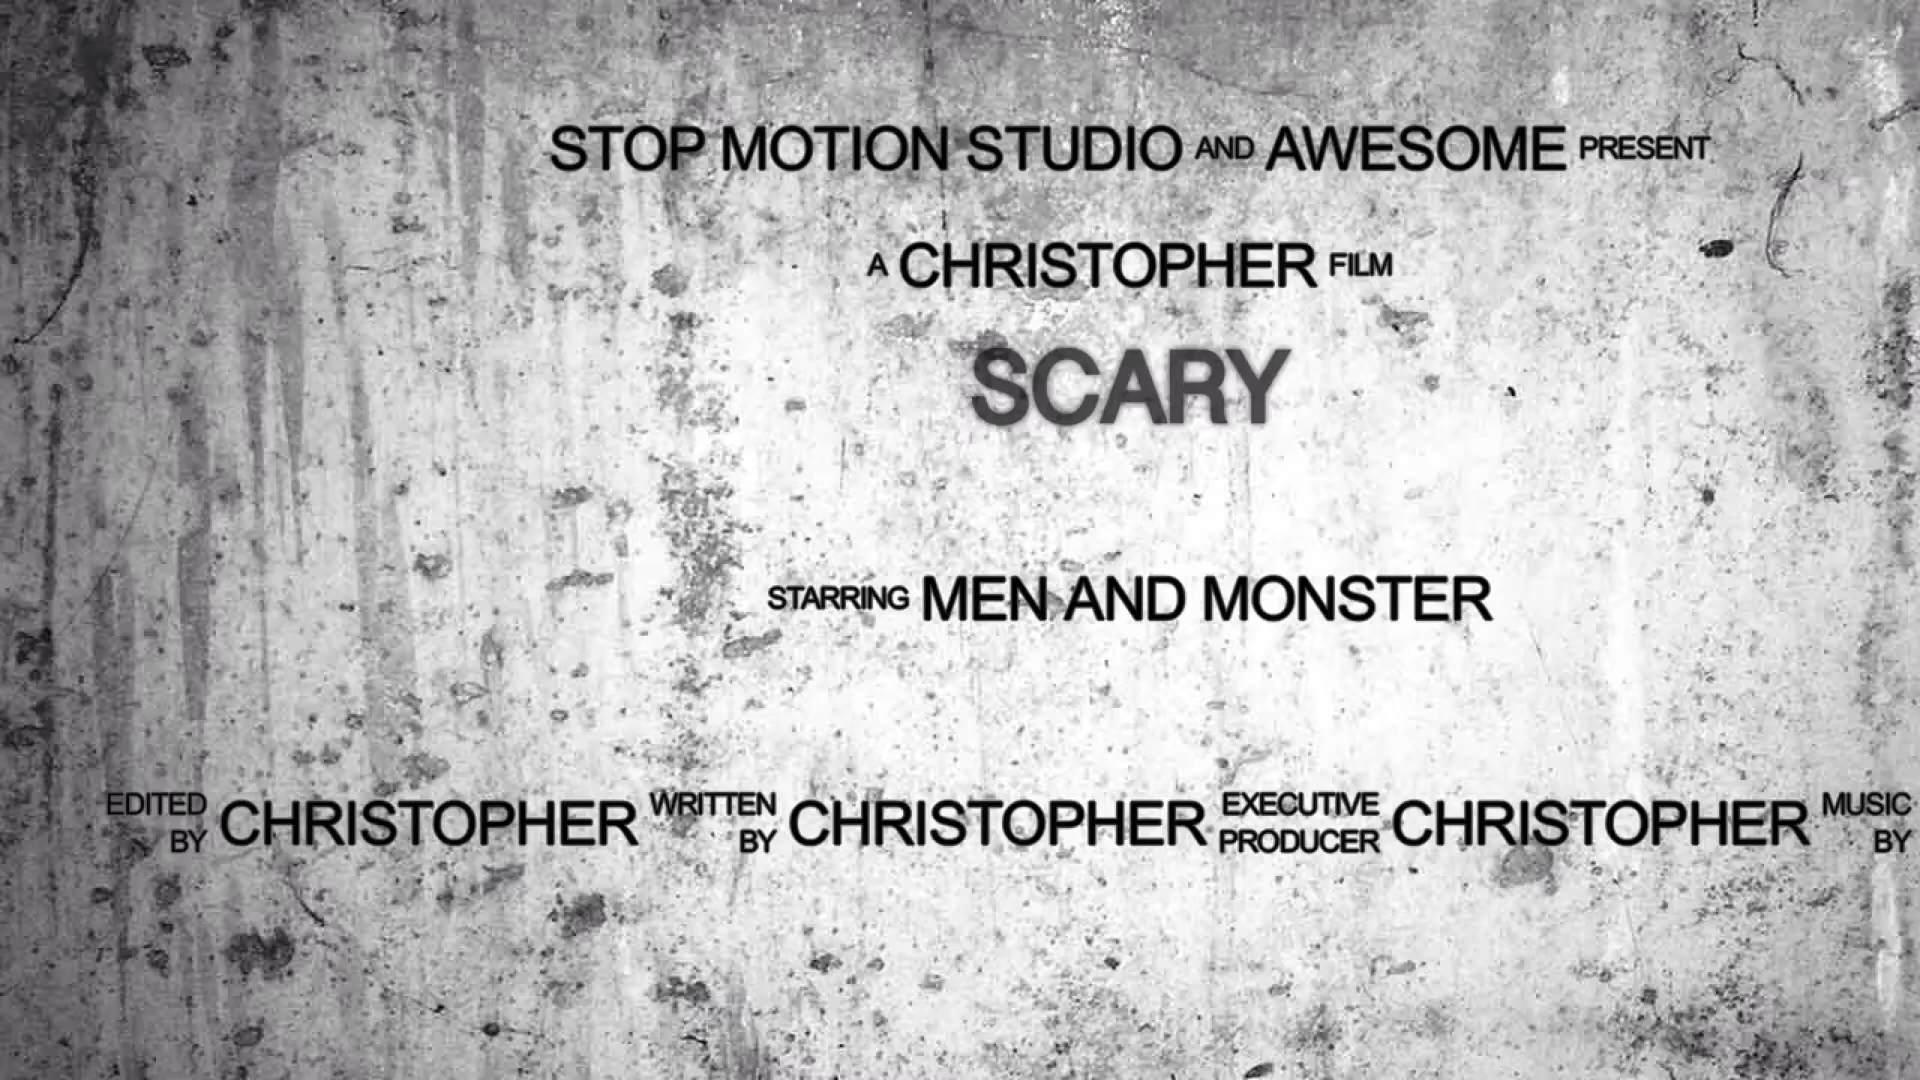 STOP MOTION STUDIO AND AWESOME PRESENT
A CHRISTOPHER FILM
SCARY
STARRING MEN AND MONSTER
EDITED BY CHRISTOPHER WRITTEN BY CHRISTOPHER EXECUTIVE PRODUCER CHRISTOPHER MUSIC BY